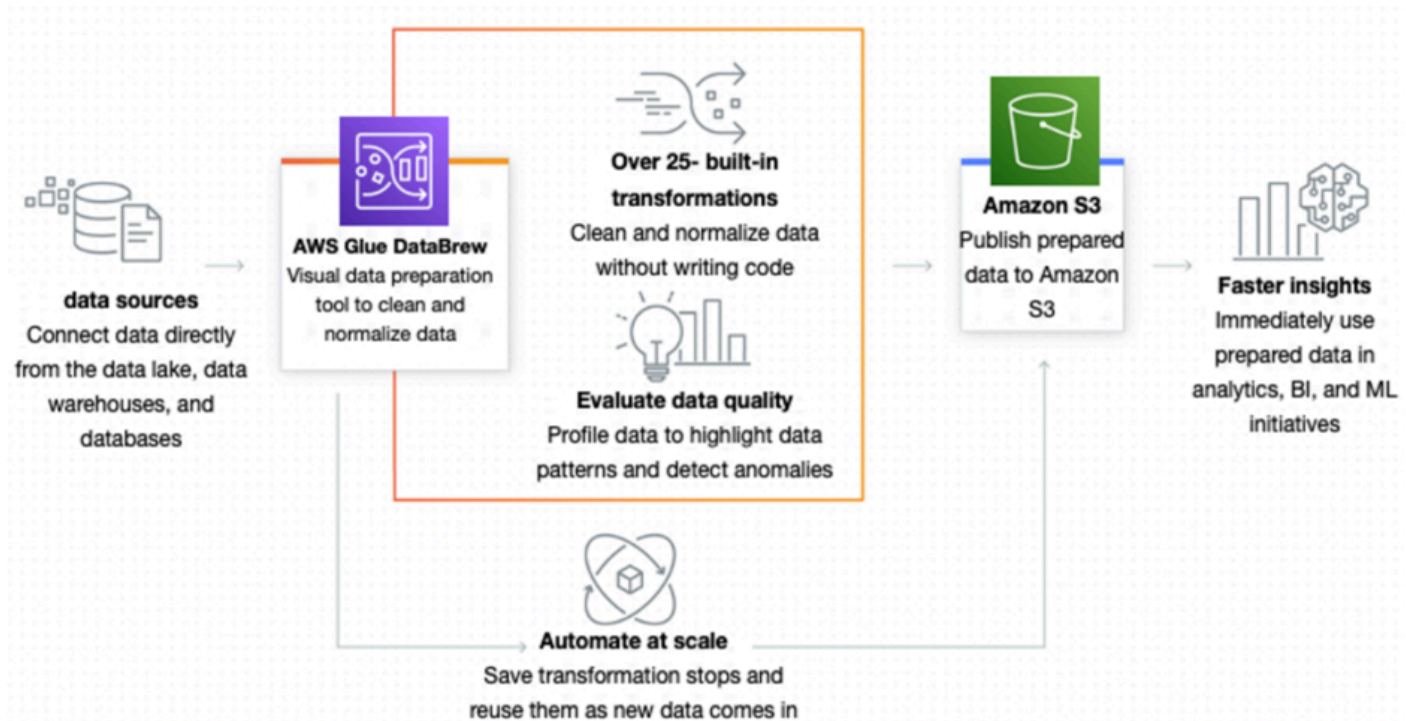 data sources
Connect data directly
from the data lake, data
warehouses, and
databases
AWS Glue DataBrew
Visual data preparation
tool to clean and
normalize data
Over 25- built-in
transformations
Clean and normalize data
without writing code
Evaluate data quality
Profile data to highlight data
patterns and detect anomalies
Automate at scale
Save transformation stops and
reuse them as new data comes in
Amazon S3
Publish prepared
data to Amazon
S3
Faster insights
Immediately use
prepared data in
analytics, BI, and ML
initiatives